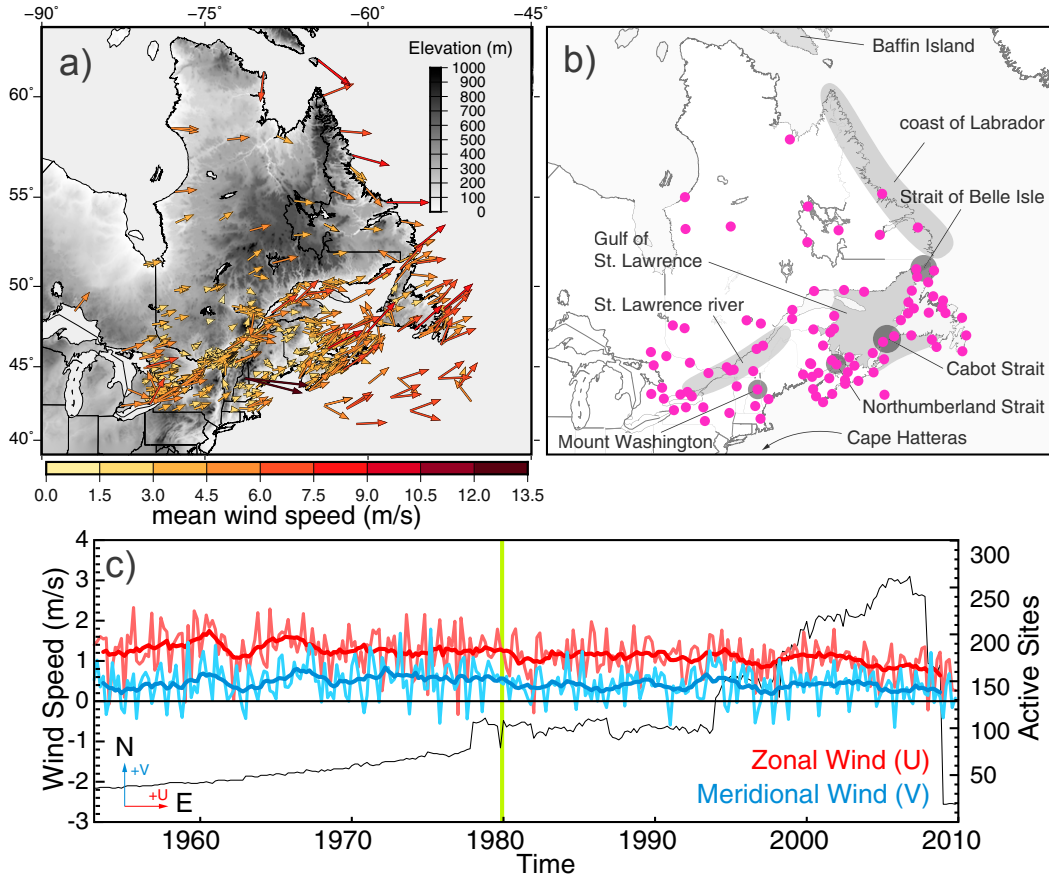 −90° −75° −60° −45°
a)
Elevation (m)
1000
900
800
700
600
500
400
300
200
100
0
60°
55°
50°
45°
40°
0.0 1.5 3.0 4.5 6.0 7.5 9.0 10.5 12.0 13.5
mean wind speed (m/s)
b)
Baffin Island
coast of Labrador
Strait of Belle Isle
Gulf of
St. Lawrence
St. Lawrence river
Cabot Strait
Northumberland Strait
Mount Washington
Cape Hatteras
c)
Wind Speed (m/s)
4
3
2
1
0
-1
-2
-3
Active Sites
300
250
200
150
100
50
N
+V
+U
E
Zonal Wind (U)
Meridional Wind (V)
1960 1970 1980 1990 2000 2010
Time